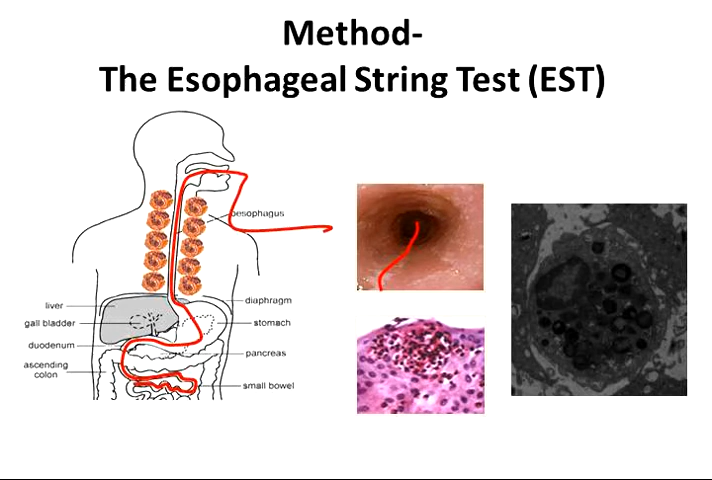 Method-
The Esophageal String Test (EST)
oesophagus
liver
diaphragm
gall bladder
stomach
duodenum
pancreas
ascending
colon
small bowel